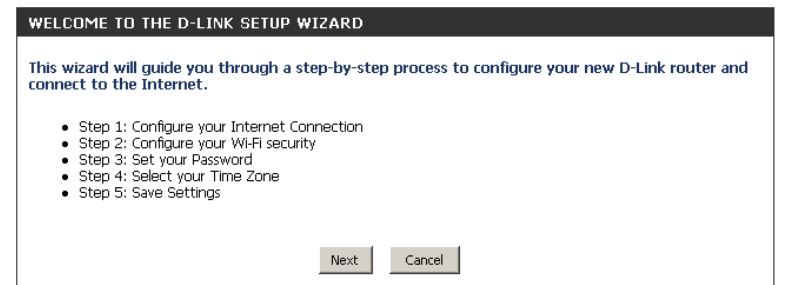 WELCOME TO THE D-LINK SETUP WIZARD
This wizard will guide you through a step-by-step process to configure your new D-Link router and
connect to the Internet.
• Step 1: Configure your Internet Connection
• Step 2: Configure your Wi-Fi security
• Step 3: Set your Password
• Step 4: Select your Time Zone
• Step 5: Save Settings
Next Cancel